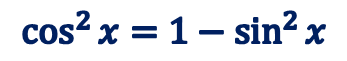 cos² x = 1 − sin² x